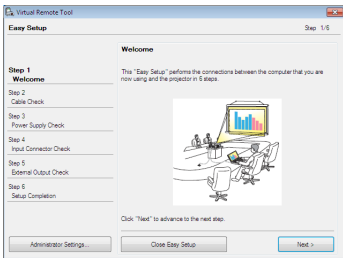 Virtual Remote Tool
Easy Setup
Step 1/6
Welcome
Step 1
Welcome
Step 2
Cable Check
Step 3
Power Supply Check
Step 4
Input Connector Check
Step 5
External Output Check
Step 6
Setup Completion
This "Easy Setup" performs the connections between the computer that you are
now using and the projector in 6 steps.
Click "Next" to advance to the next step.
Administrator Settings...
Close Easy Setup
Next >